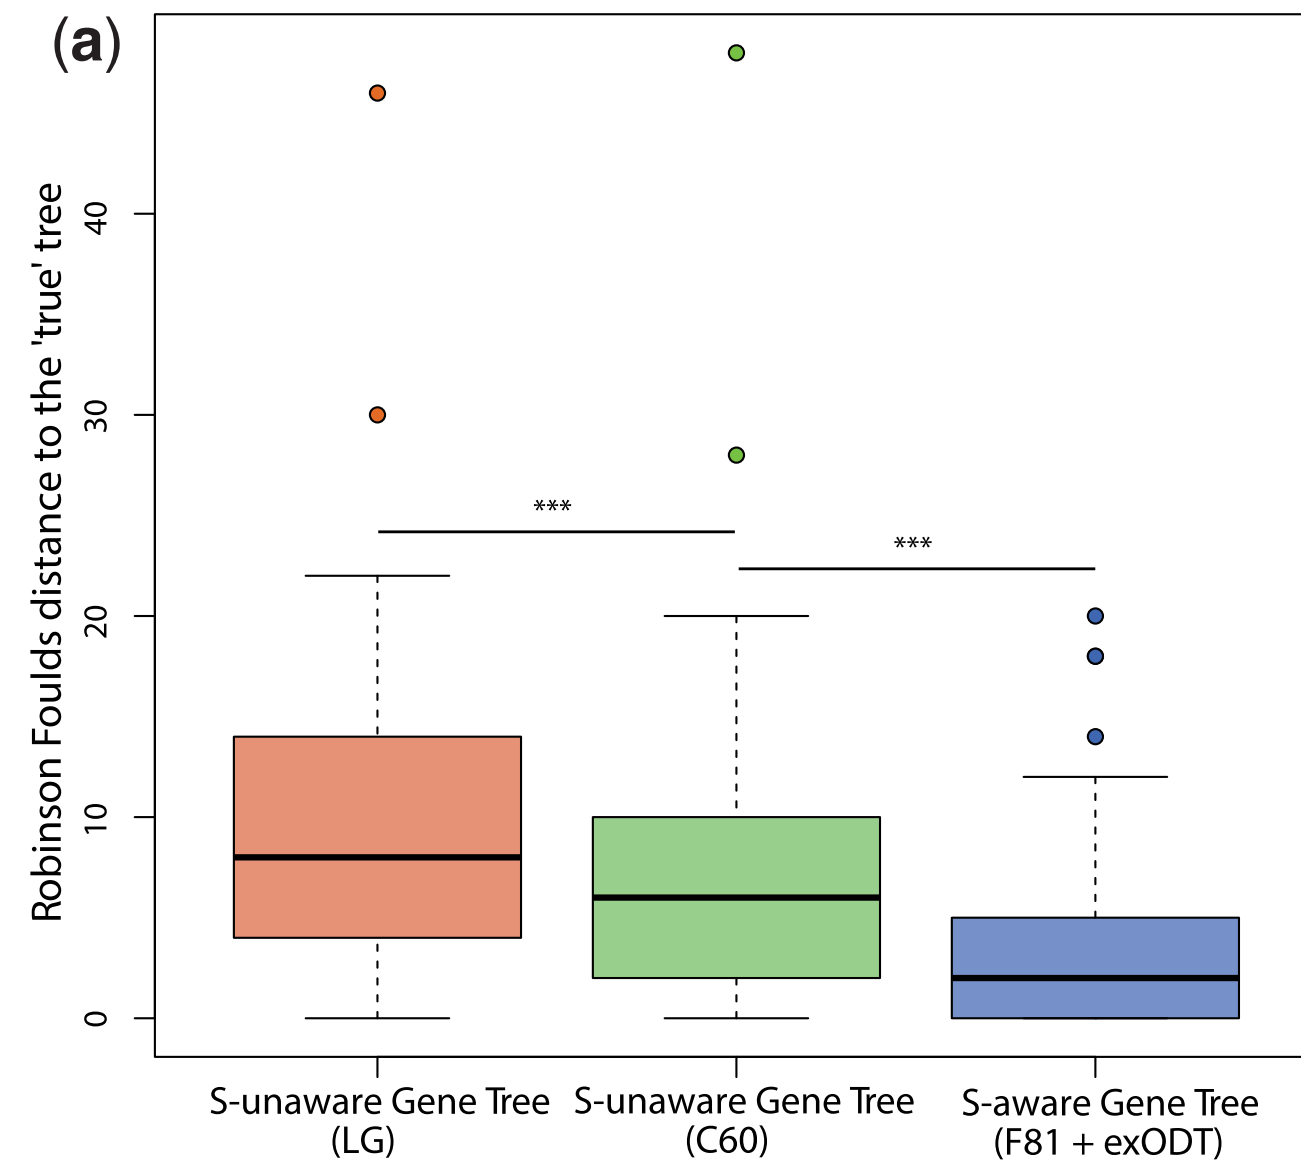 (a)
Robinson Foulds distance to the 'true' tree
40
30
20
10
0
***
***
S-unaware Gene Tree
(LG)
S-unaware Gene Tree
(C60)
S-aware Gene Tree
(F81 + exODT)